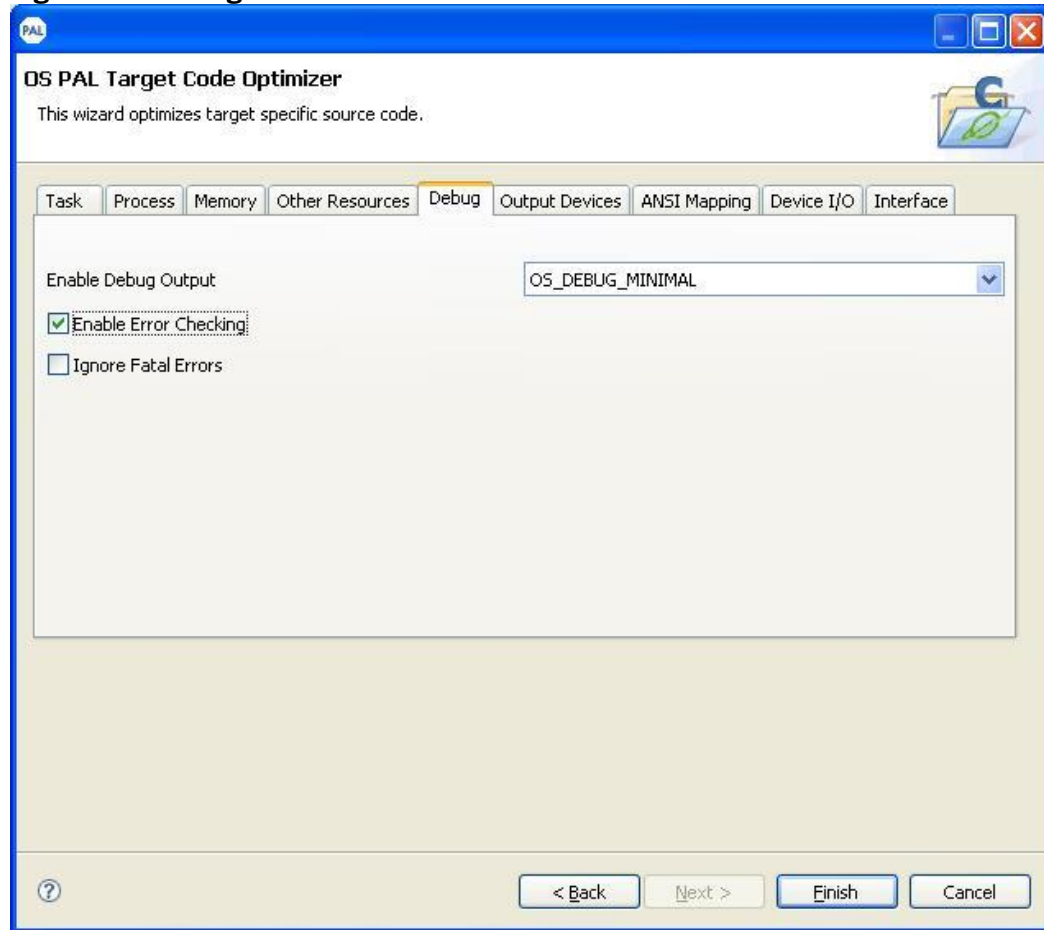 PAL
OS PAL Target Code Optimizer
This wizard optimizes target specific source code.
C
Task Process Memory Other Resources Debug Output Devices ANSI Mapping Device I/O Interface
Enable Debug Output OS_DEBUG_MINIMAL
Enable Error Checking
Ignore Fatal Errors
? < Back Next > Finish Cancel